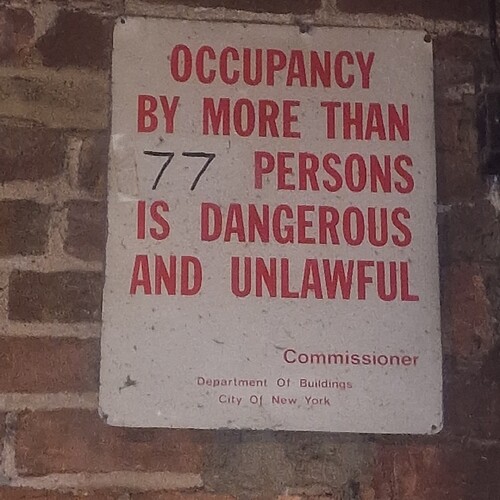 OCCUPANCY
BY MORE THAN
77 PERSONS
IS DANGEROUS
AND UNLAWFUL
Commissioner
Department Of Buildings
City Of New York